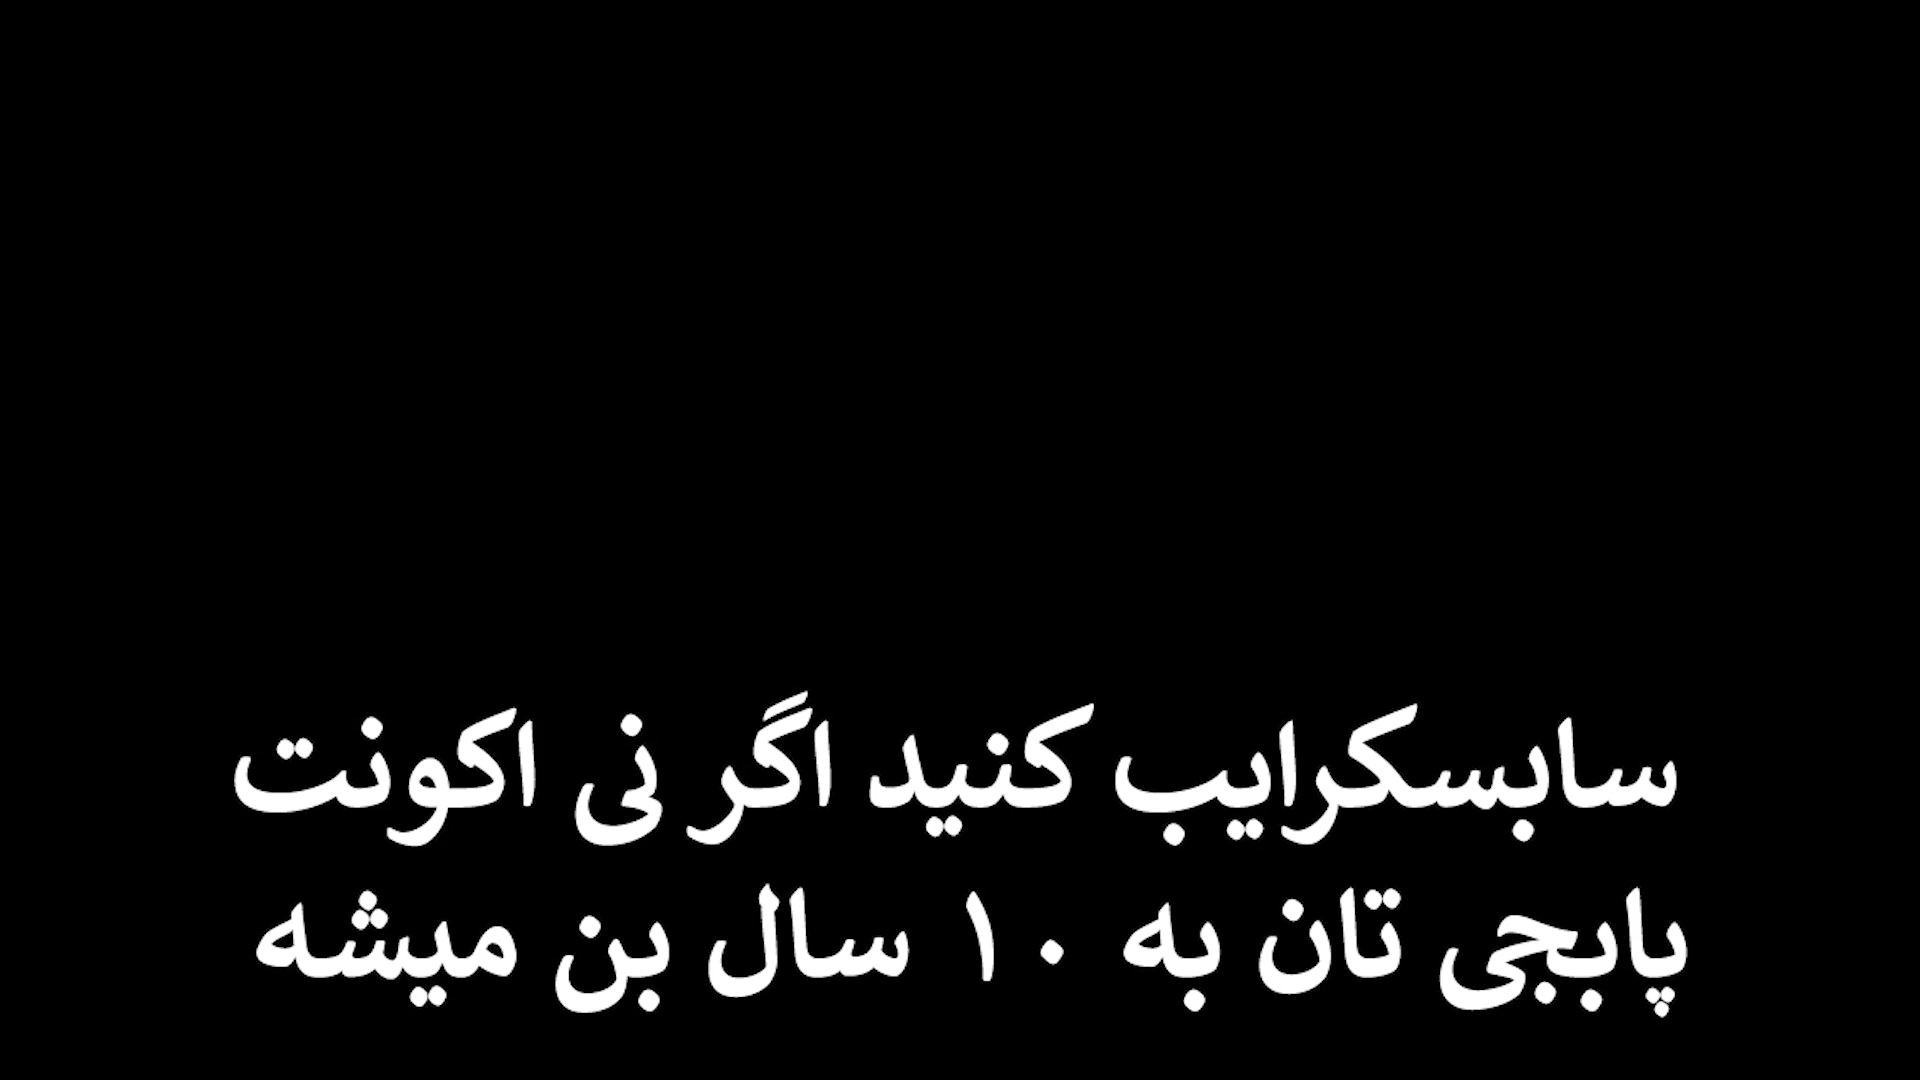 سابسکرایب کنید اگر نی اکونت
پابجی تان به ۱۰ سال بن میشه